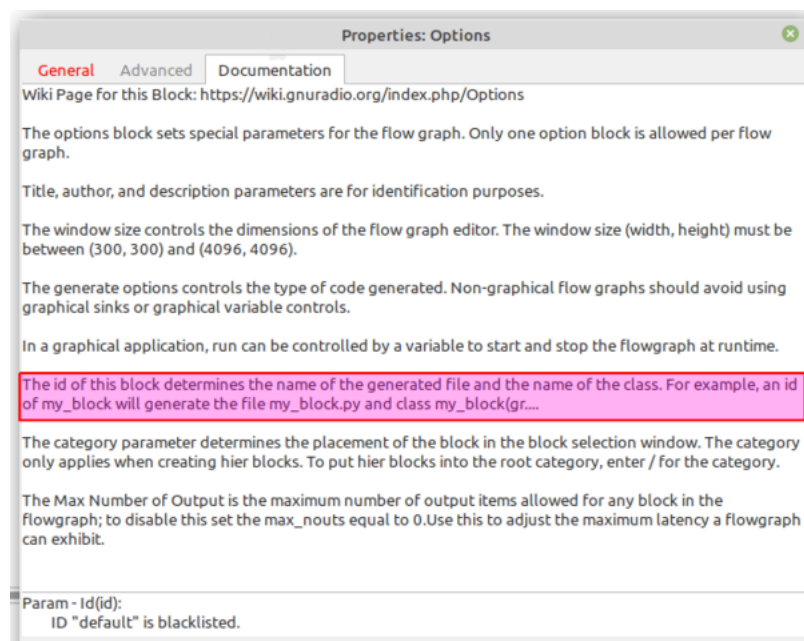 Properties: Options
General Advanced Documentation
Wiki Page for this Block: https://wiki.gnuradio.org/index.php/Options
The options block sets special parameters for the flow graph. Only one option block is allowed per flow
graph.
Title, author, and description parameters are for identification purposes.
The window size controls the dimensions of the flow graph editor. The window size (width, height) must be
between (300, 300) and (4096, 4096).
The generate options controls the type of code generated. Non-graphical flow graphs should avoid using
graphical sinks or graphical variable controls.
In a graphical application, run can be controlled by a variable to start and stop the flowgraph at runtime.
The id of this block determines the name of the generated file and the name of the class. For example, an id
of my_block will generate the file my_block.py and class my_block(gr....
The category parameter determines the placement of the block in the block selection window. The category
only applies when creating hier blocks. To put hier blocks into the root category, enter / for the category.
The Max Number of Output is the maximum number of output items allowed for any block in the
flowgraph; to disable this set the max_nouts equal to 0.Use this to adjust the maximum latency a flowgraph
can exhibit.
Param - Id(id):
ID "default" is blacklisted.